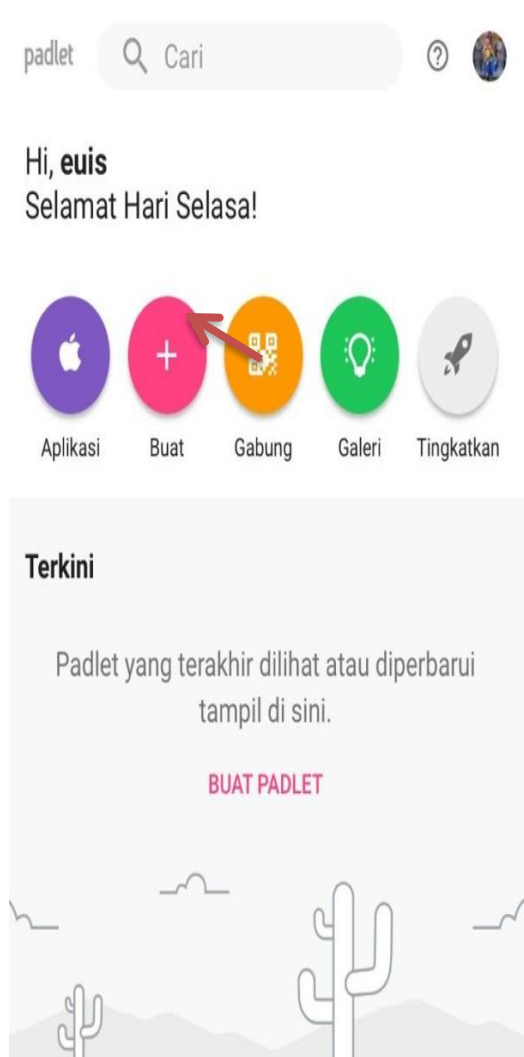 padlet Cari
Hi, euis
Selamat Hari Selasa!
Aplikasi Buat Gabung Galeri Tingkatkan
Terkini
Padlet yang terakhir dilihat atau diperbarui
tampil di sini.
BUAT PADLET